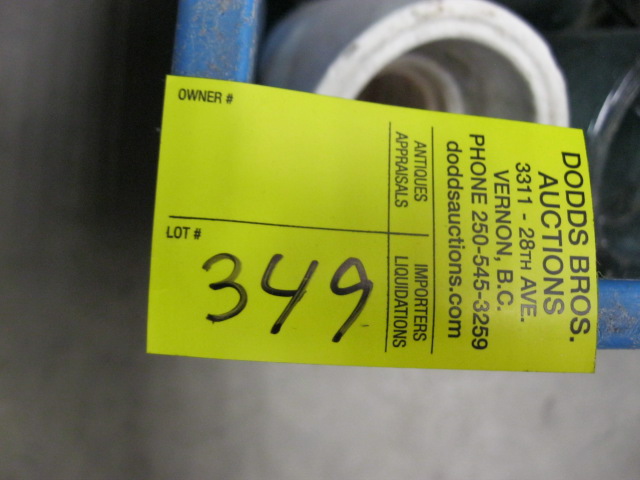 DODDS BROS.
AUCTIONS
3311 - 28TH AVE.
VERNON, B.C.
PHONE 250-545-3259
doddsauctions.com
ANTIQUES IMPORTERS
APPRAISALS LIQUIDATIONS
OWNER #
LOT #
349